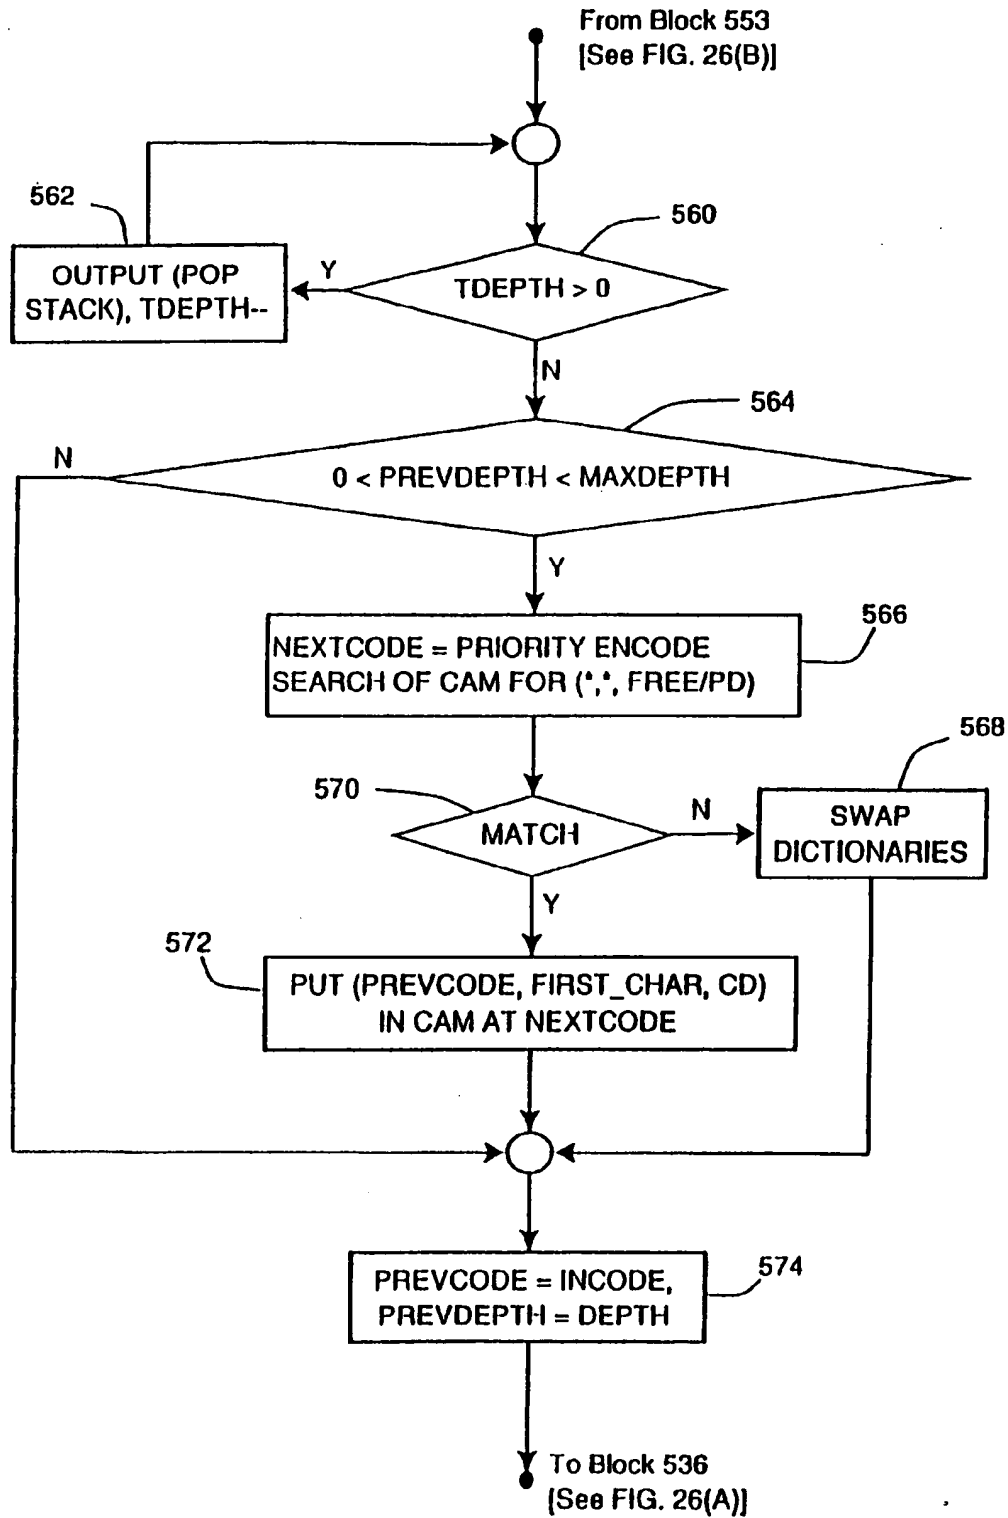 From Block 553
[See FIG. 26(B)]
562
560
OUTPUT (POP
STACK), TDEPTH--
Y
TDEPTH > 0
N
564
N
0 < PREVDEPTH < MAXDEPTH
Y
566
NEXTCODE = PRIORITY ENCODE
SEARCH OF CAM FOR (*,*, FREE/PD)
568
570
MATCH
N
SWAP
DICTIONARIES
Y
572
PUT (PREVCODE, FIRST_CHAR, CD)
IN CAM AT NEXTCODE
574
PREVCODE = INCODE,
PREVDEPTH = DEPTH
To Block 536
[See FIG. 26(A)]